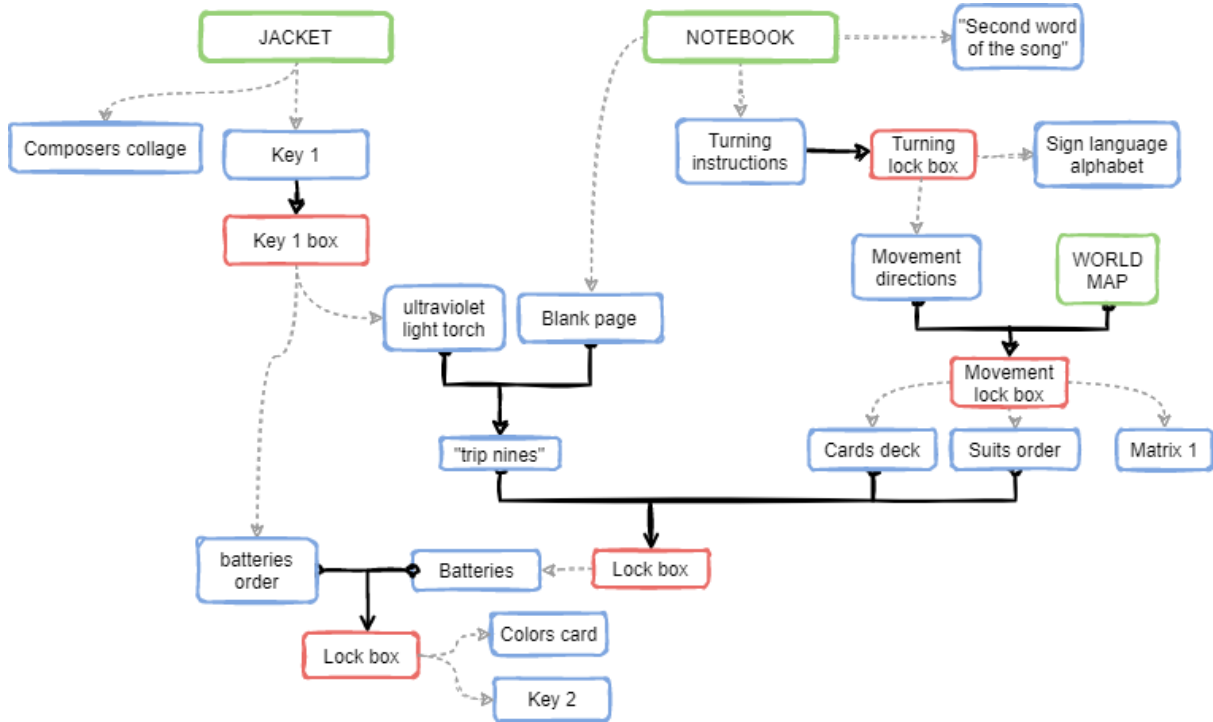 JACKET
NOTEBOOK
"Second word
of the song"
Composers collage
Key 1
Turning
instructions
Turning
lock box
Sign language
alphabet
Key 1 box
Movement
directions
WORLD
MAP
ultraviolet
light torch
Blank page
Movement
lock box
"trip nines"
Cards deck
Suits order
Matrix 1
batteries
order
Batteries
Lock box
Lock box
Colors card
Key 2